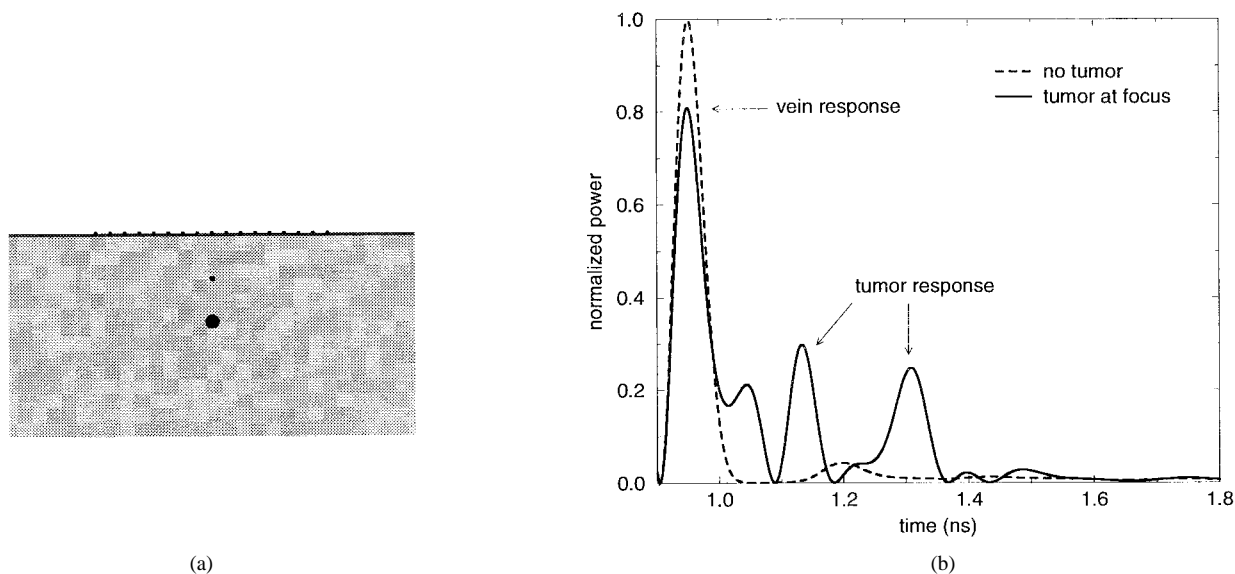 1.0
0.8
0.6
0.4
0.2
0.0
normalized power
no tumor
tumor at focus
vein response
tumor response
1.0
1.2
1.4
1.6
1.8
time (ns)
(a)
(b)